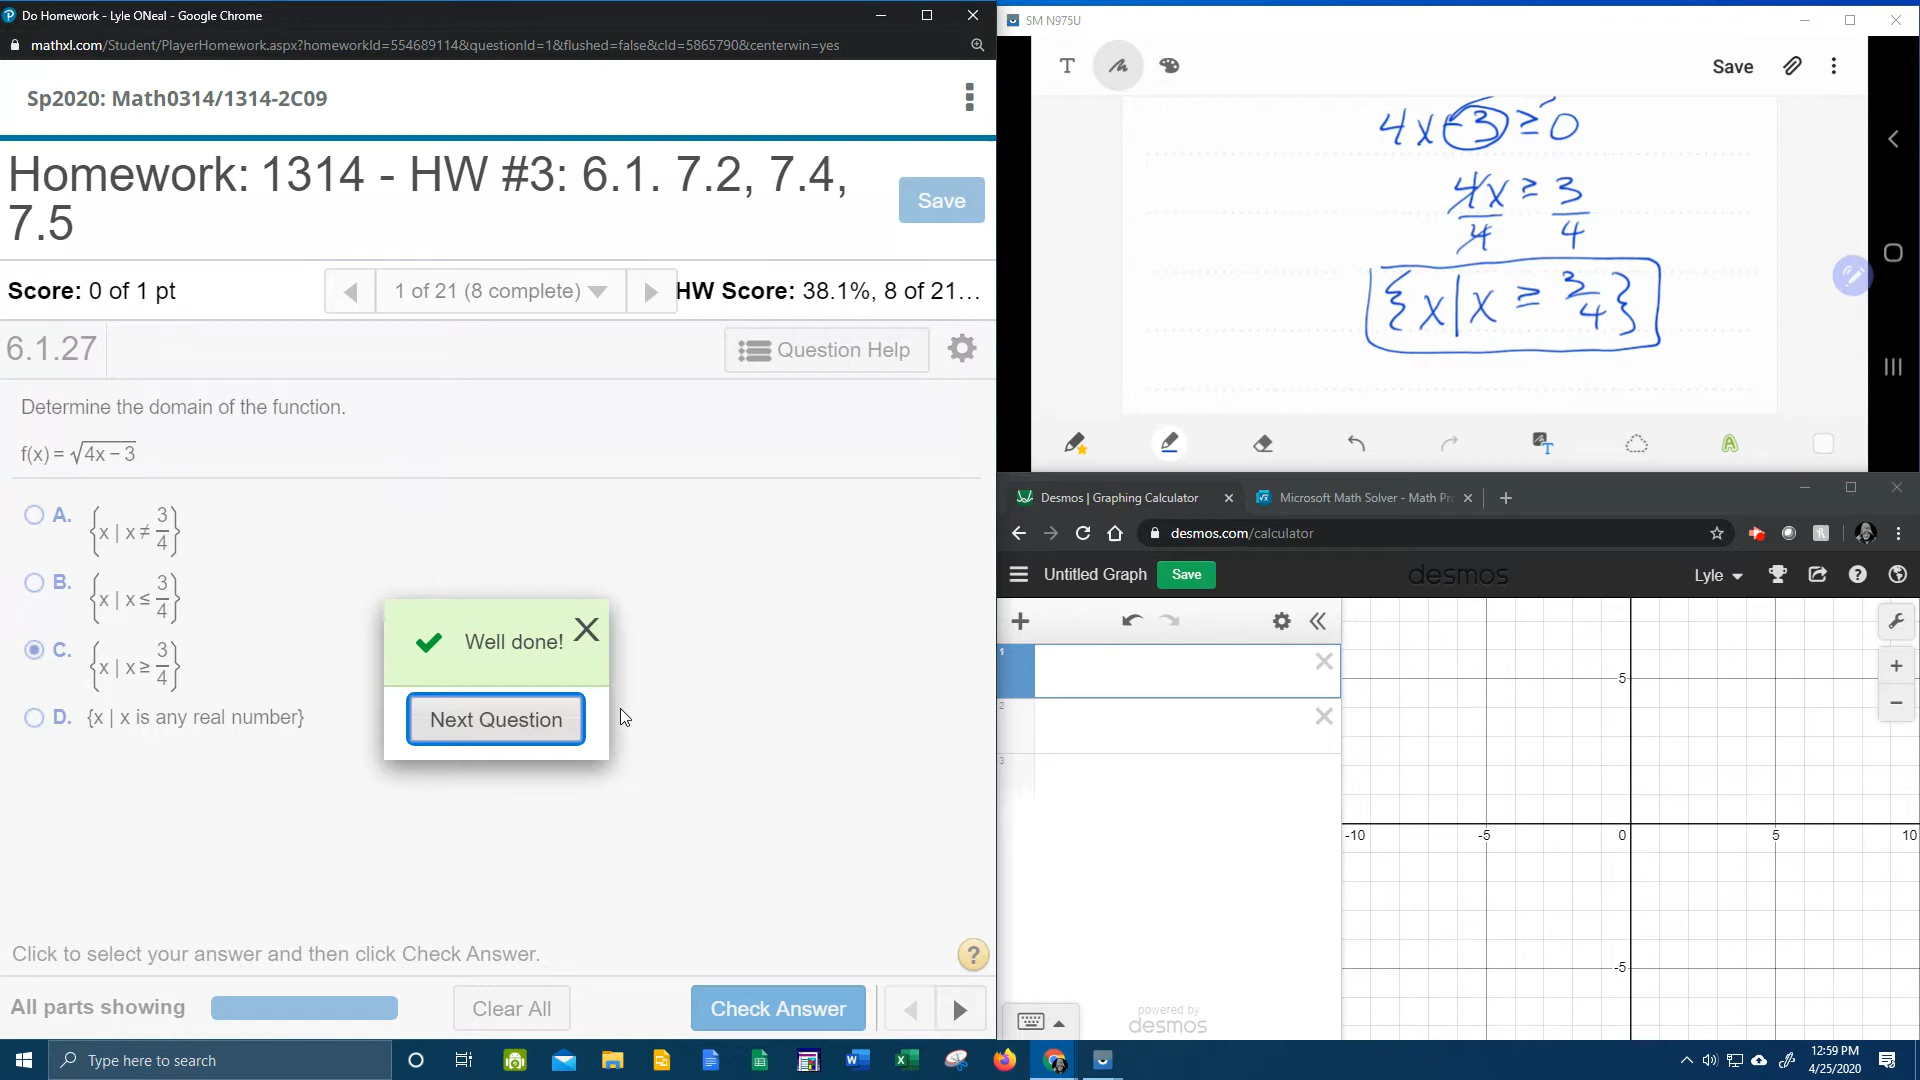 Do Homework - Lyle ONeal - Google Chrome
mathxl.com/Student/PlayerHomework.aspx?homeworkId=554689114&questionId=1&flushed=false&cId=5865790&centerwin=yes
Sp2020: Math0314/1314-2C09
Homework: 1314 - HW #3: 6.1. 7.2, 7.4,
7.5
Save
Score: 0 of 1 pt
1 of 21 (8 complete)
HW Score: 38.1%, 8 of 21...
6.1.27
Question Help
Determine the domain of the function.
f(x) = √4x − 3
A. {x | x ≠ 3/4}
B. {x | x ≤ 3/4}
C. {x | x ≥ 3/4}
D. {x | x is any real number}
Well done!
X
Next Question
Click to select your answer and then click Check Answer.
?
All parts showing
Clear All
Check Answer
SM N975U
T
Save
4x - 3 ≥ 0
4x ≥ 3
4 4
{x | x ≥ 3/4}
T
A
Desmos | Graphing Calculator
Microsoft Math Solver - Math Pr
desmos.com/calculator
Untitled Graph
Save
desmos
Lyle
1
2
3
5
-10
-5
0
5
10
-5
powered by
desmos
Type here to search
12:59 PM
4/25/2020